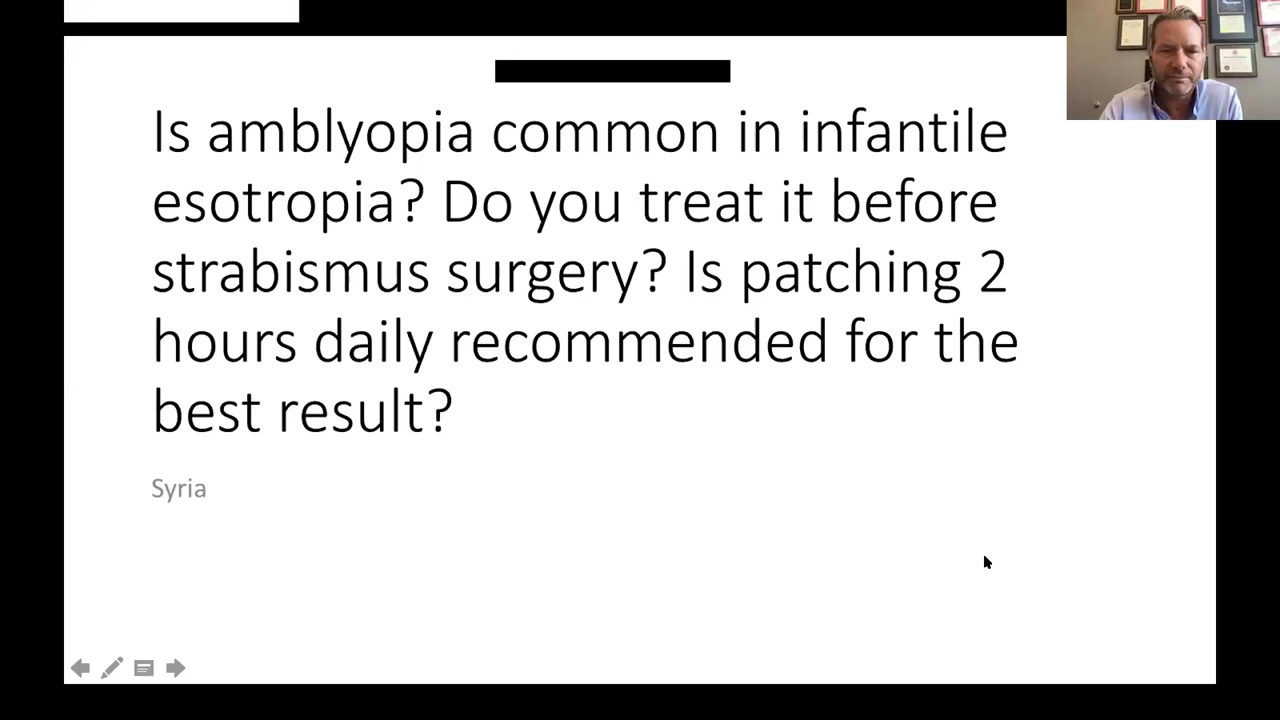 Is amblyopia common in infantile
esotropia? Do you treat it before
strabismus surgery? Is patching 2
hours daily recommended for the
best result?
Syria